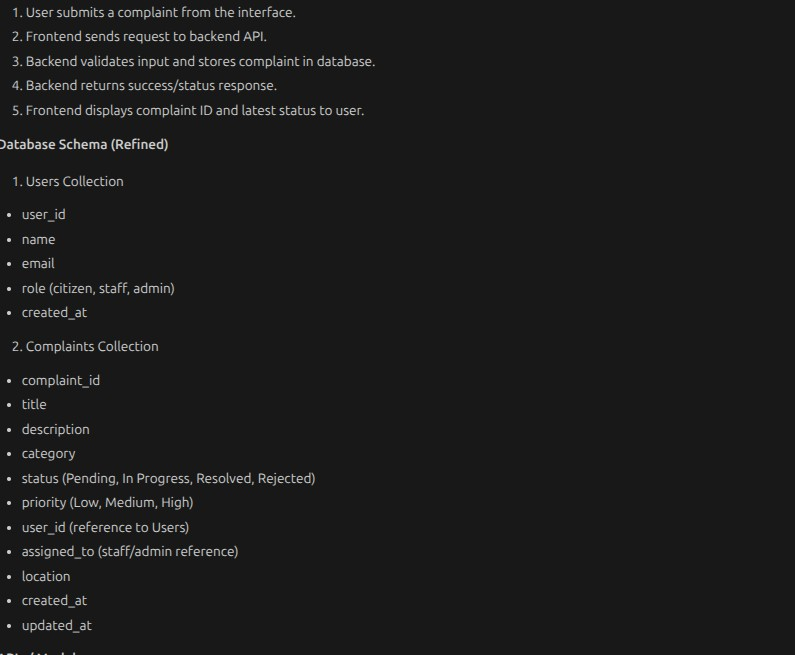 1. User submits a complaint from the interface.
2. Frontend sends request to backend API.
3. Backend validates input and stores complaint in database.
4. Backend returns success/status response.
5. Frontend displays complaint ID and latest status to user.
Database Schema (Refined)
1. Users Collection
• user_id
• name
• email
• role (citizen, staff, admin)
• created_at
2. Complaints Collection
• complaint_id
• title
• description
• category
• status (Pending, In Progress, Resolved, Rejected)
• priority (Low, Medium, High)
• user_id (reference to Users)
• assigned_to (staff/admin reference)
• location
• created_at
• updated_at